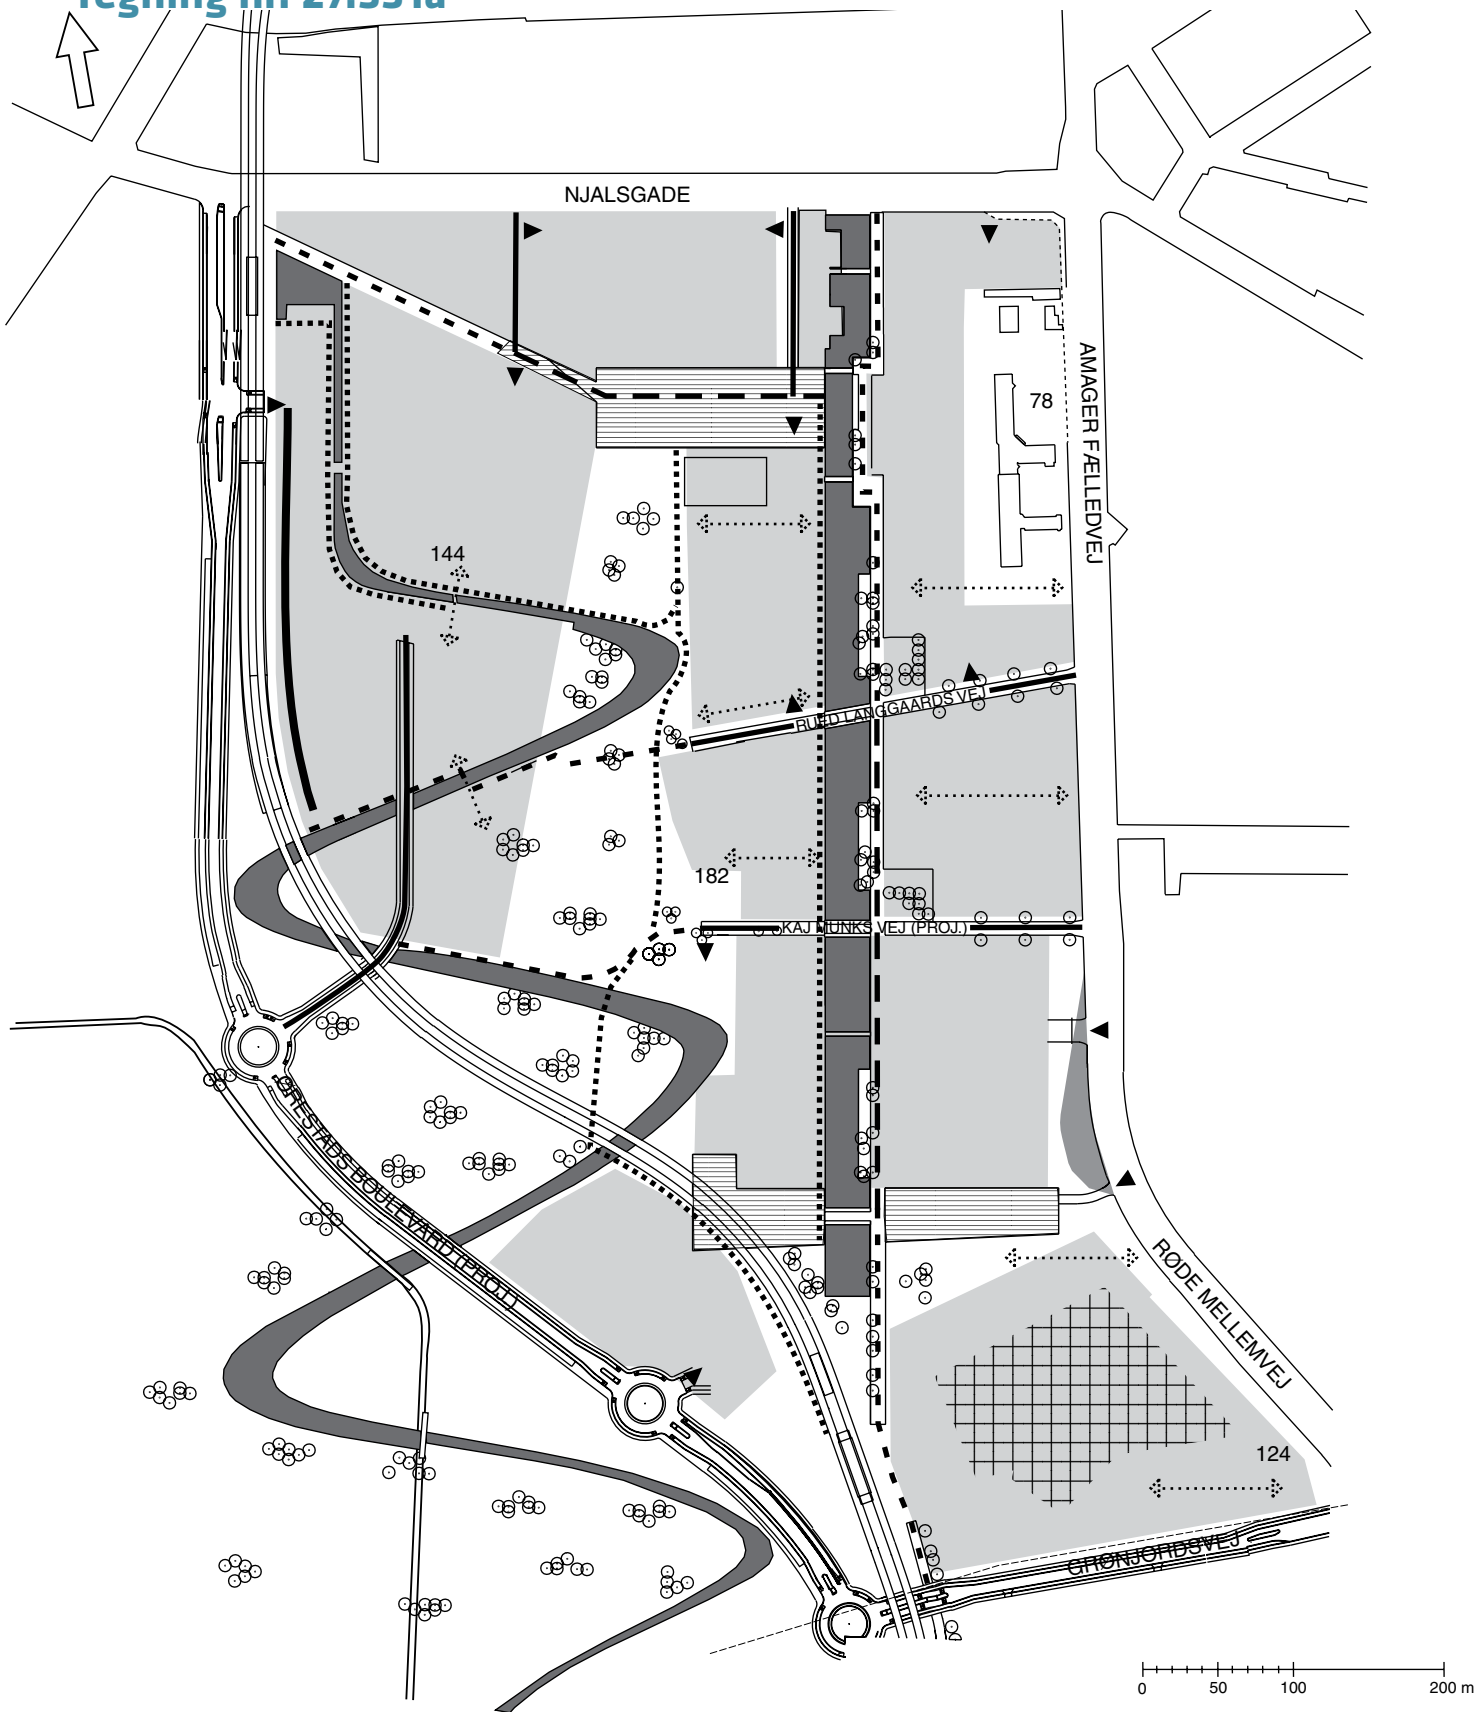 Tegning nr. 27.531a
NJALSGADE
AMAGER FÆLLEDVEJ
78
144
RUED LANGGAARDS VEJ
182
KAJ MUNKS VEJ (PROJ.)
ØRESTADS BOULEVARD (PROJ.)
RØDE MELLEMVEJ
124
GRØNJORDSVEJ
0 50 100 200 m